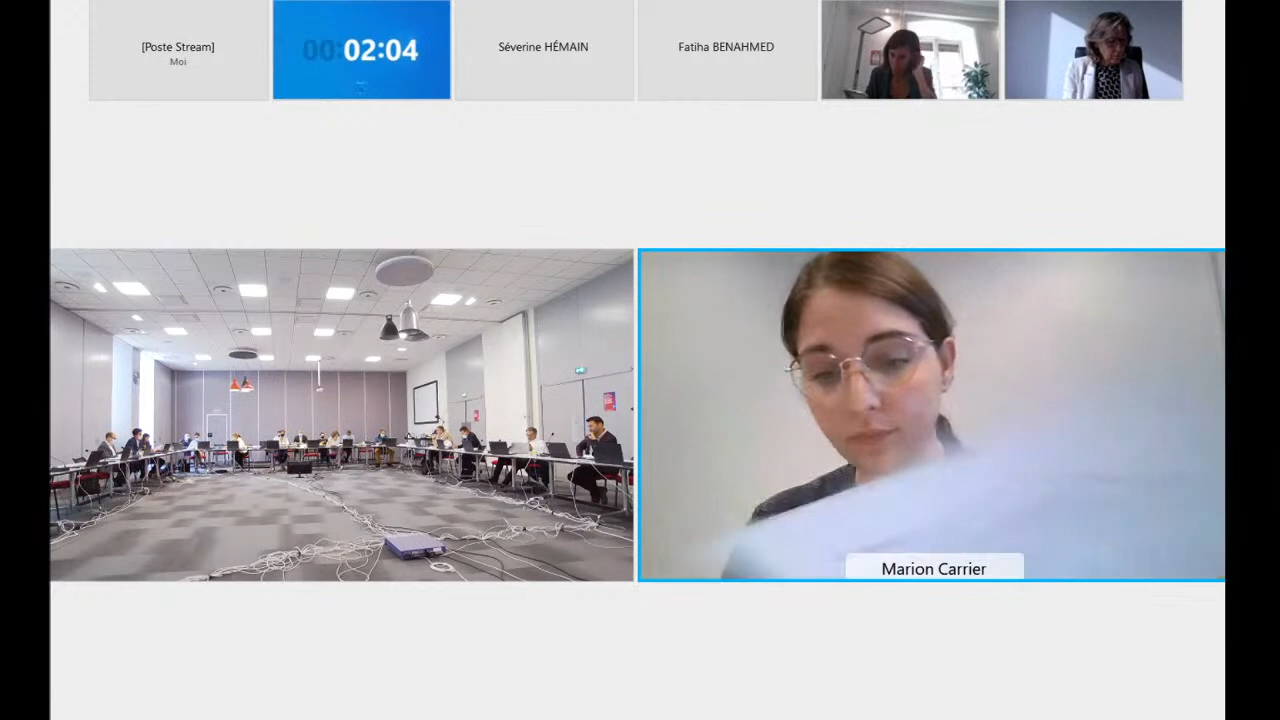 [Poste Stream]
Moi
00:02:04
Séverine HÉMAIN
Fatiha BENAHMED
Marion Carrier